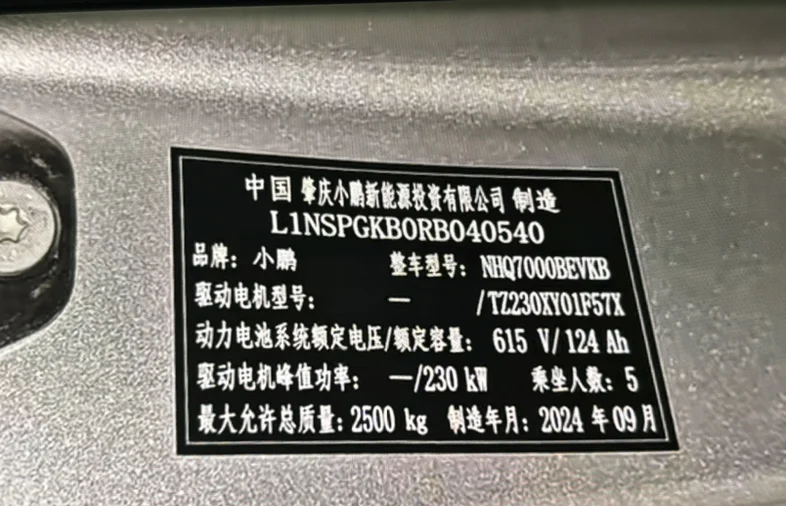 中国 肇庆小鹏新能源投资有限公司 制造
L1NSPGKB0RB040540
品牌：小鹏 整车型号：NHQ7000BEVKB
驱动电机型号： — /TZ230XY01F57X
动力电池系统额定电压/额定容量： 615 V/124 Ah
驱动电机峰值功率： —/230 kW 乘坐人数：5
最大允许总质量：2500 kg 制造年月：2024 年09月